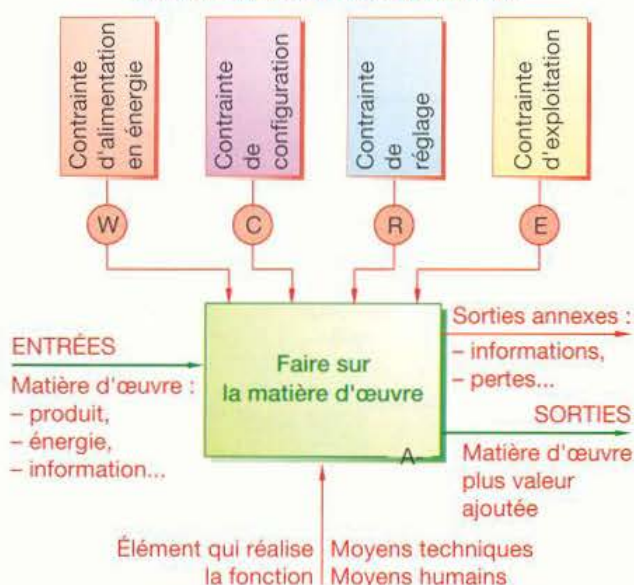 Contrainte
d'alimentation
en énergie
Contrainte
de
configuration
Contrainte
de
réglage
Contrainte
d'exploitation
W
C
R
E
ENTRÉES
Matière d'œuvre :
– produit,
– énergie,
– information...
Faire sur
la matière d'œuvre
A-
Sorties annexes :
– informations,
– pertes...
SORTIES
Matière d'œuvre
plus valeur
ajoutée
Élément qui réalise
la fonction
Moyens techniques
Moyens humains